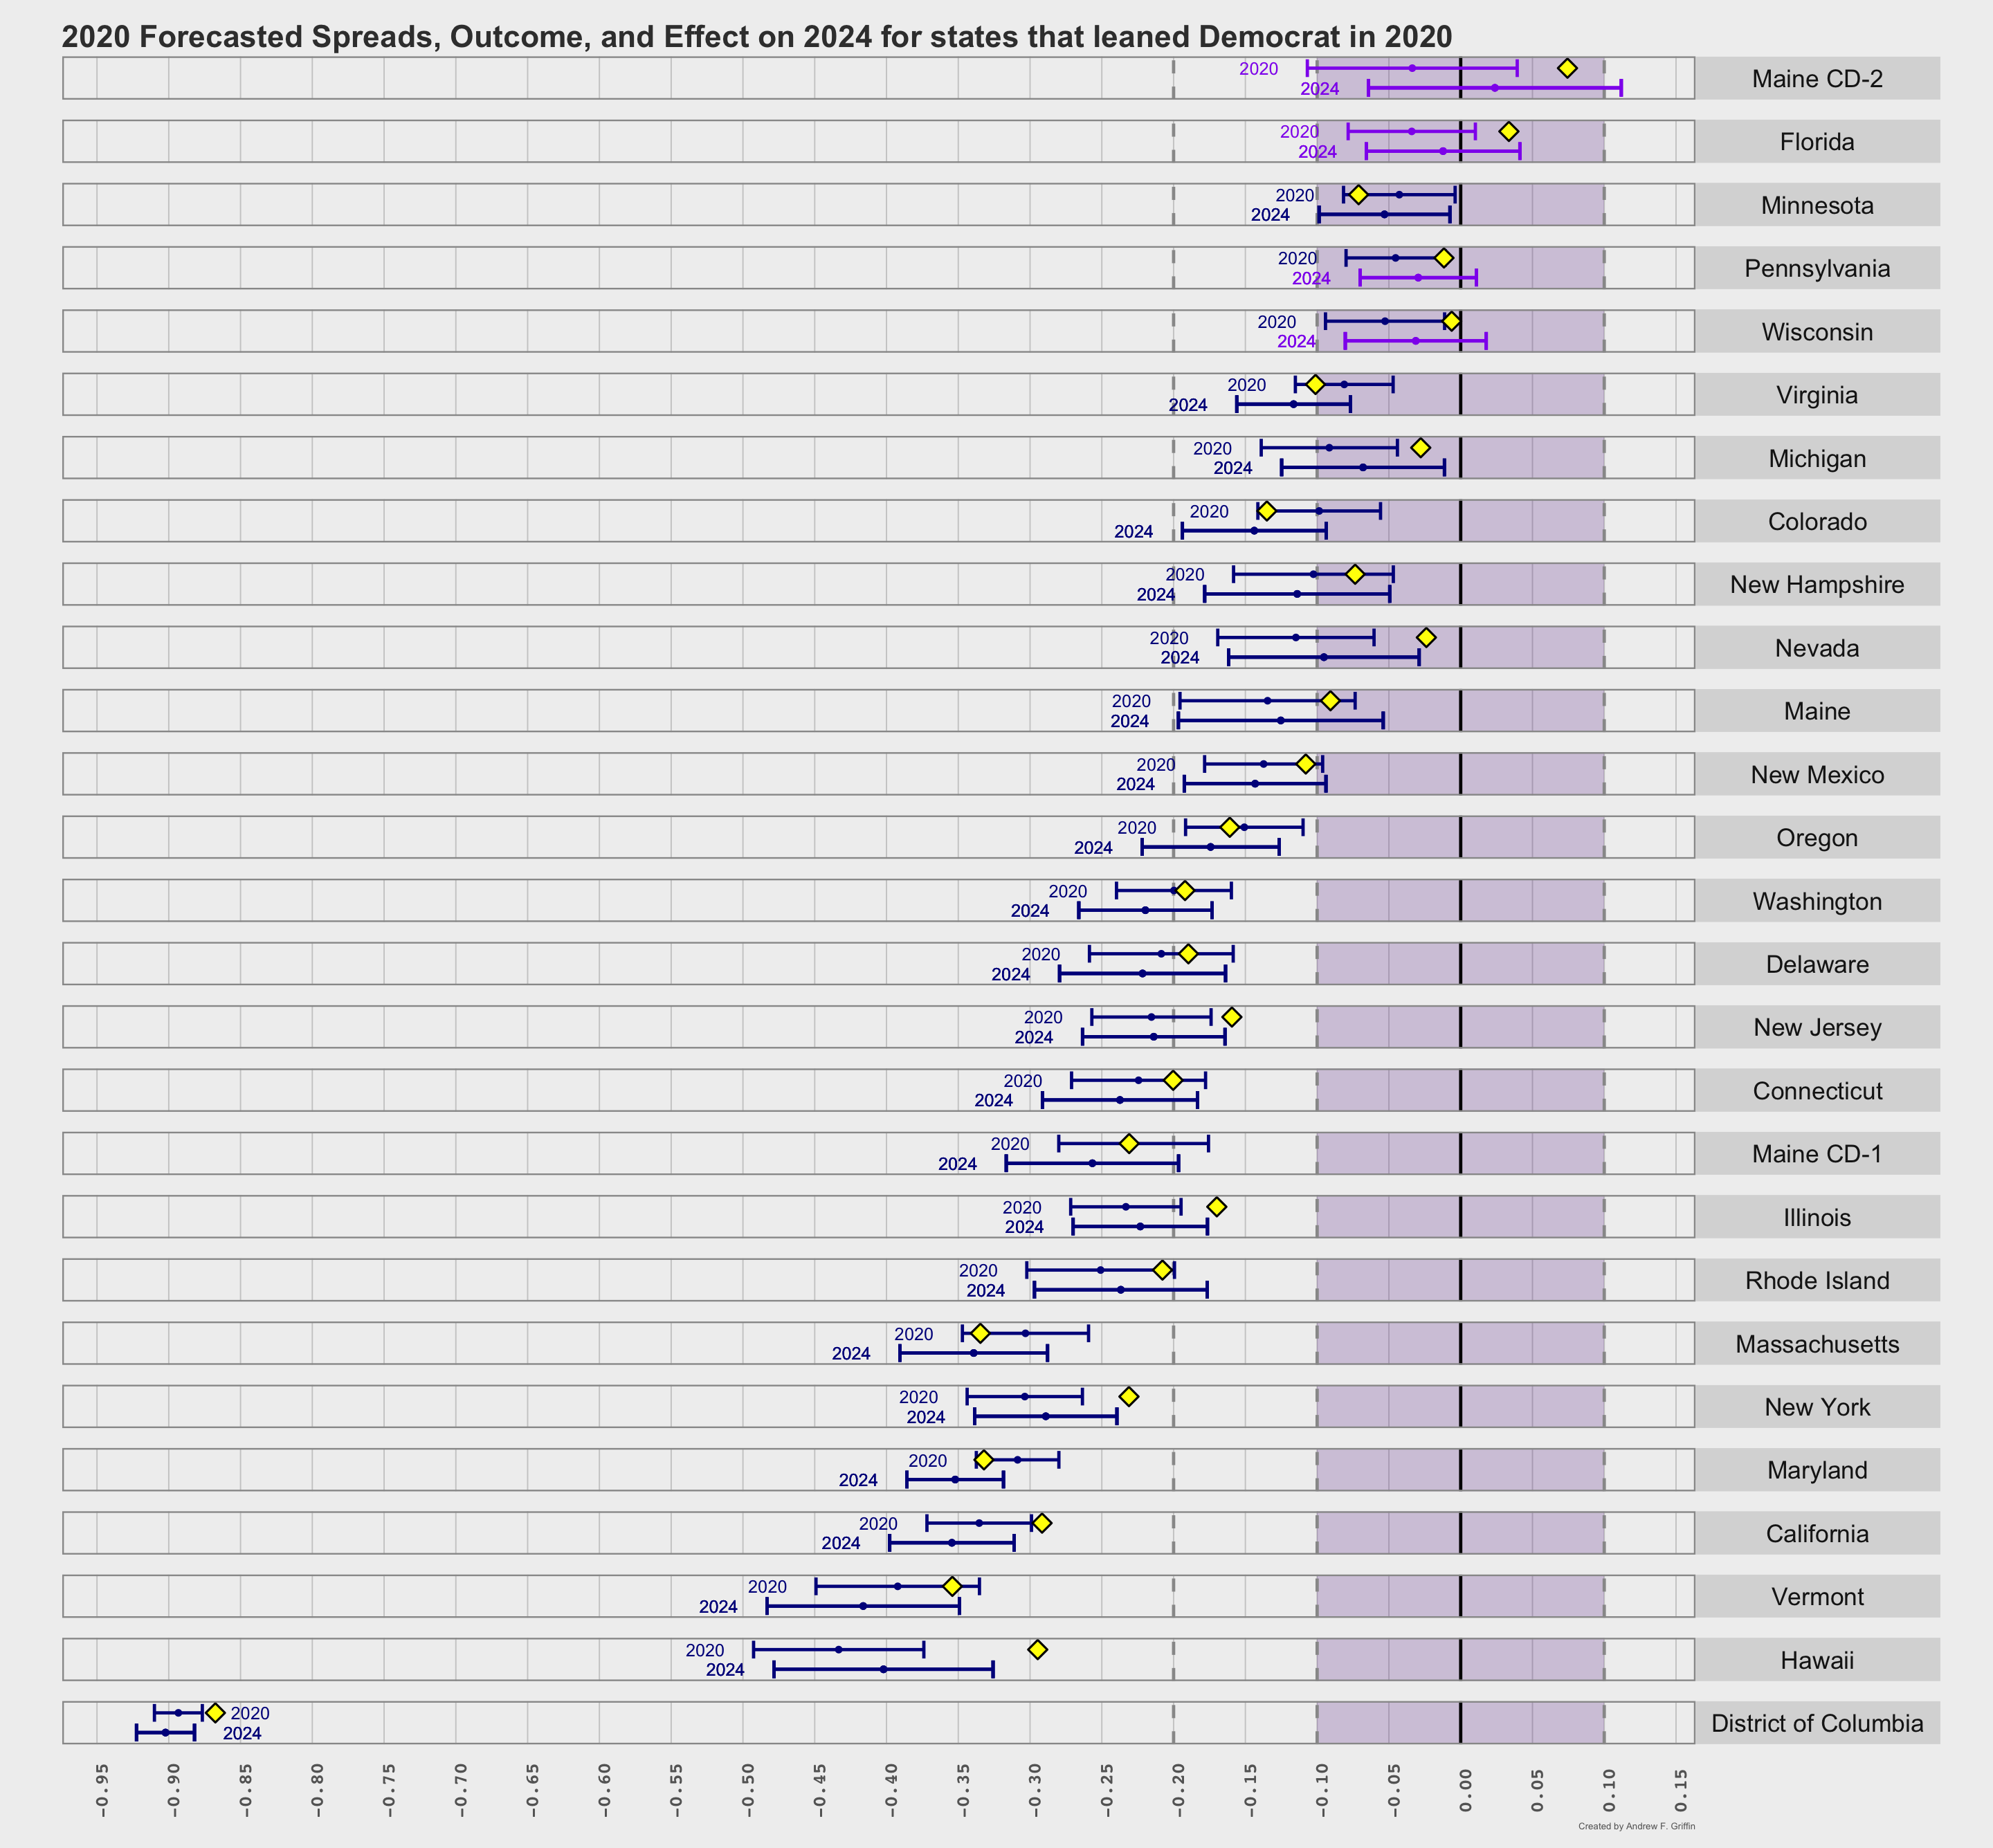 2020 Forecasted Spreads, Outcome, and Effect on 2024 for states that leaned Democrat in 2020
2020
2024
Maine CD-2
2020
2024
Florida
2020
2024
Minnesota
2020
2024
Pennsylvania
2020
2024
Wisconsin
2020
2024
Virginia
2020
2024
Michigan
2020
2024
Colorado
2020
2024
New Hampshire
2020
2024
Nevada
2020
2024
Maine
2020
2024
New Mexico
2020
2024
Oregon
2020
2024
Washington
2020
2024
Delaware
2020
2024
New Jersey
2020
2024
Connecticut
2020
2024
Maine CD-1
2020
2024
Illinois
2020
2024
Rhode Island
2020
2024
Massachusetts
2020
2024
New York
2020
2024
Maryland
2020
2024
California
2020
2024
Vermont
2020
2024
Hawaii
2020
2024
District of Columbia
-0.95
-0.90
-0.85
-0.80
-0.75
-0.70
-0.65
-0.60
-0.55
-0.50
-0.45
-0.40
-0.35
-0.30
-0.25
-0.20
-0.15
-0.10
-0.05
0.00
0.05
0.10
0.15
Created by Andrew F. Griffin